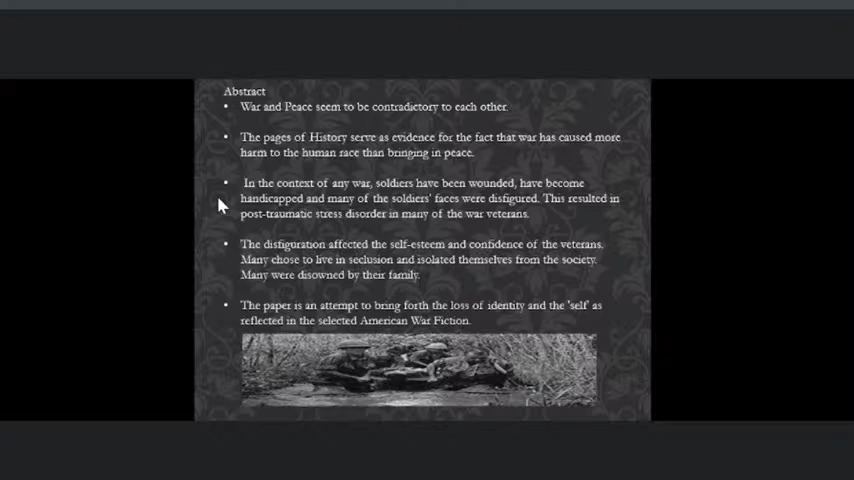 Abstract
• War and Peace seem to be contradictory to each other.
• The pages of History serve as evidence for the fact that war has caused more
harm to the human race than bringing in peace.
• In the context of any war, soldiers have been wounded, have become
handicapped and many of the soldiers' faces were disfigured. This resulted in
post-traumatic stress disorder in many of the war veterans.
• The disfiguration affected the self-esteem and confidence of the veterans.
Many chose to live in seclusion and isolated themselves from the society.
Many were disowned by their family.
• The paper is an attempt to bring forth the loss of identity and the 'self' as
reflected in the selected American War Fiction.